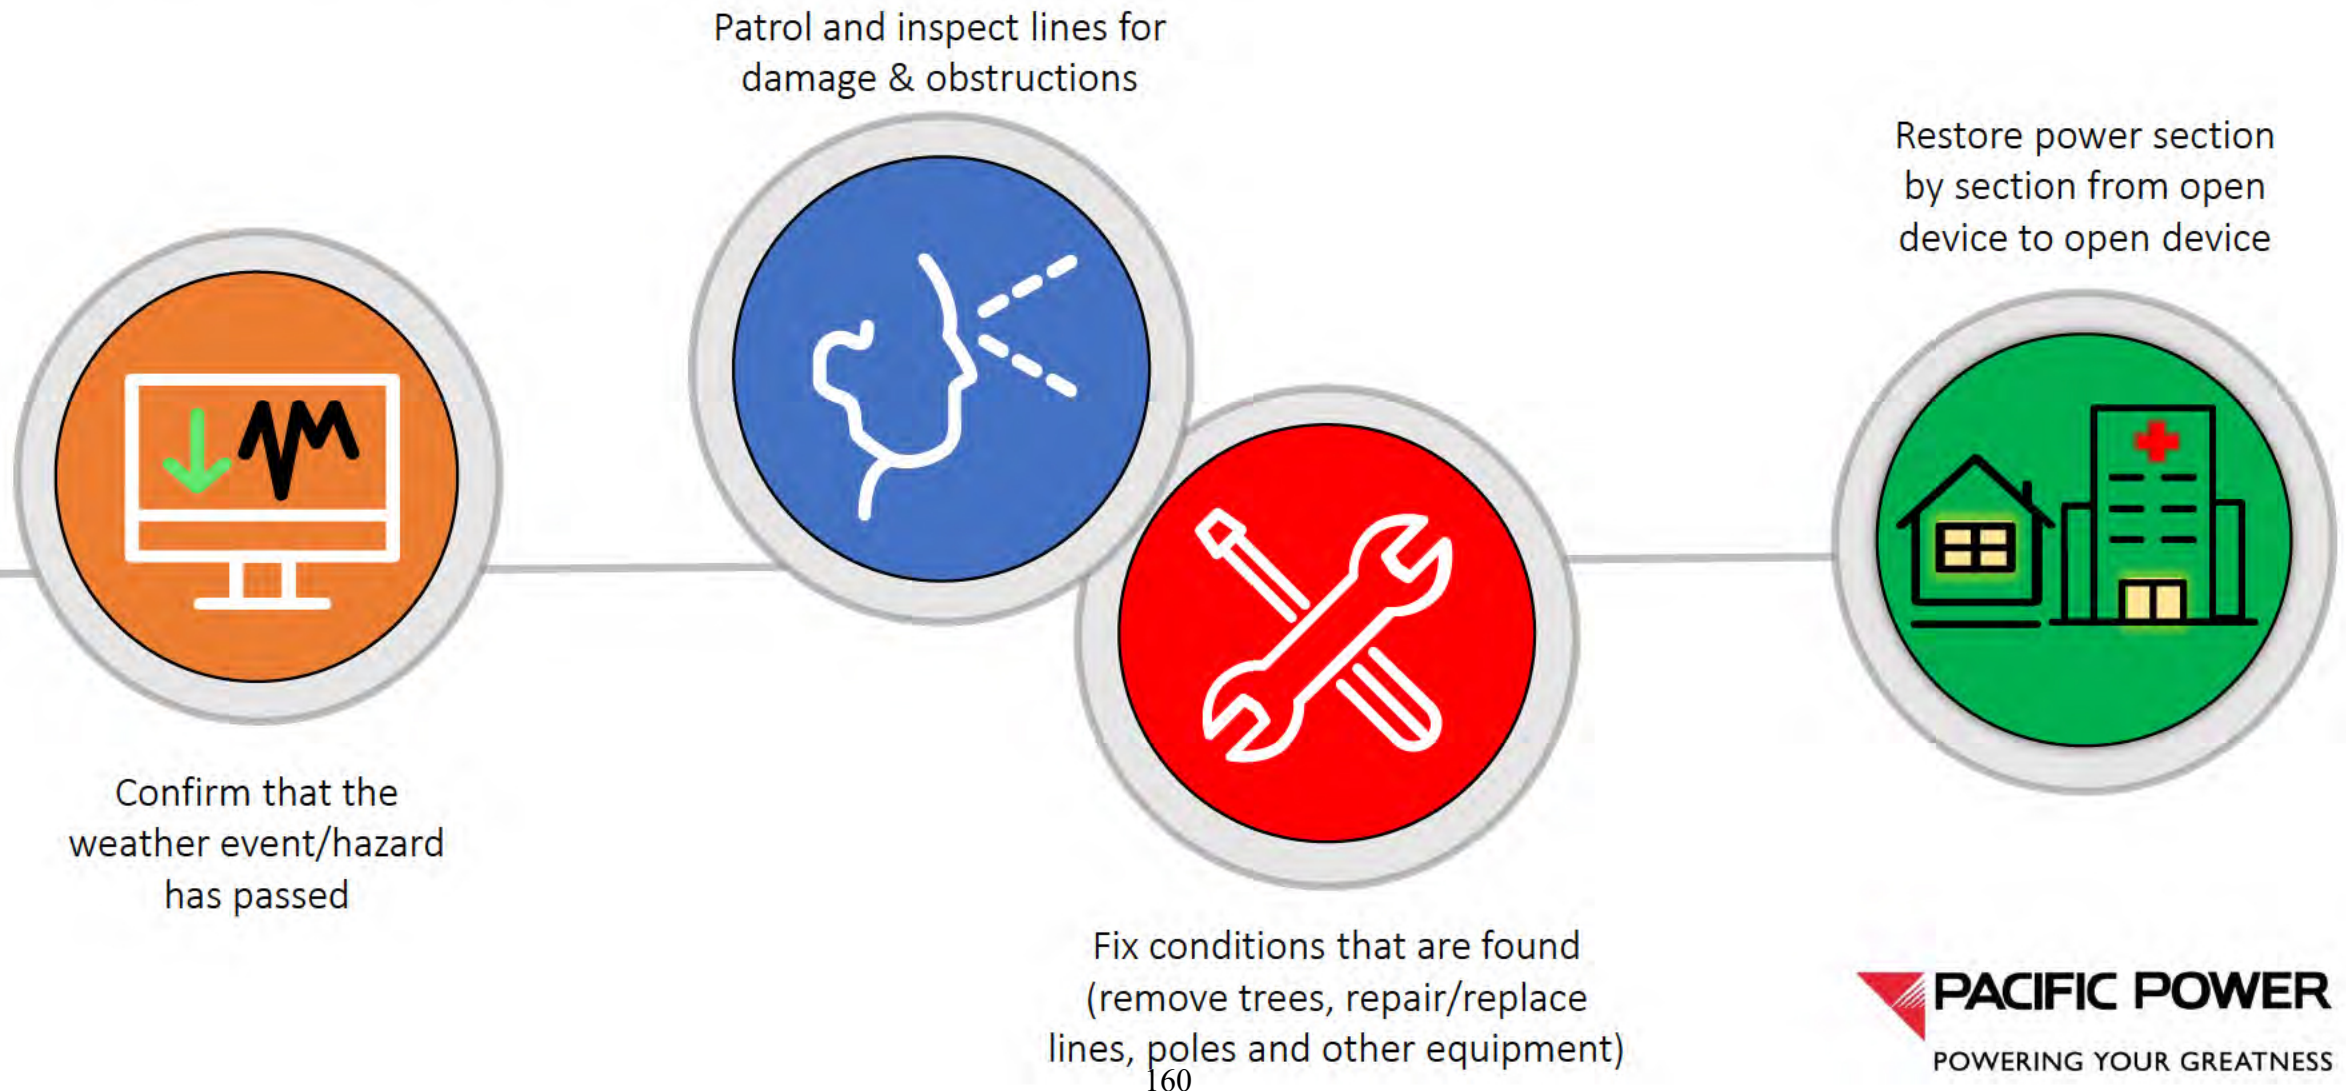 Patrol and inspect lines for
damage & obstructions
Restore power section
by section from open
device to open device
Confirm that the
weather event/hazard
has passed
Fix conditions that are found
(remove trees, repair/replace
lines, poles and other equipment)
160
PACIFIC POWER
POWERING YOUR GREATNESS